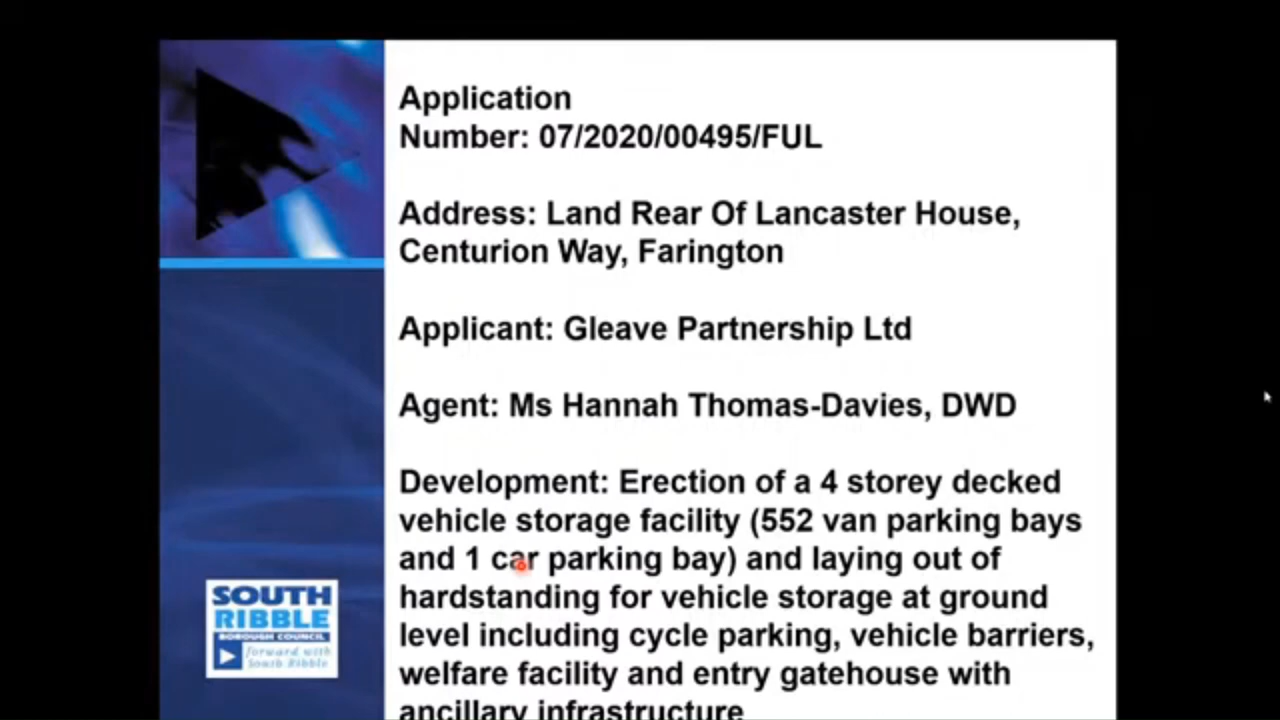 Application
Number: 07/2020/00495/FUL
Address: Land Rear Of Lancaster House,
Centurion Way, Farington
Applicant: Gleave Partnership Ltd
Agent: Ms Hannah Thomas-Davies, DWD
Development: Erection of a 4 storey decked
vehicle storage facility (552 van parking bays
and 1 car parking bay) and laying out of
hardstanding for vehicle storage at ground
level including cycle parking, vehicle barriers,
welfare facility and entry gatehouse with
ancillary infrastructure
SOUTH
RIBBLE
BOROUGH COUNCIL
forward with
South Ribble